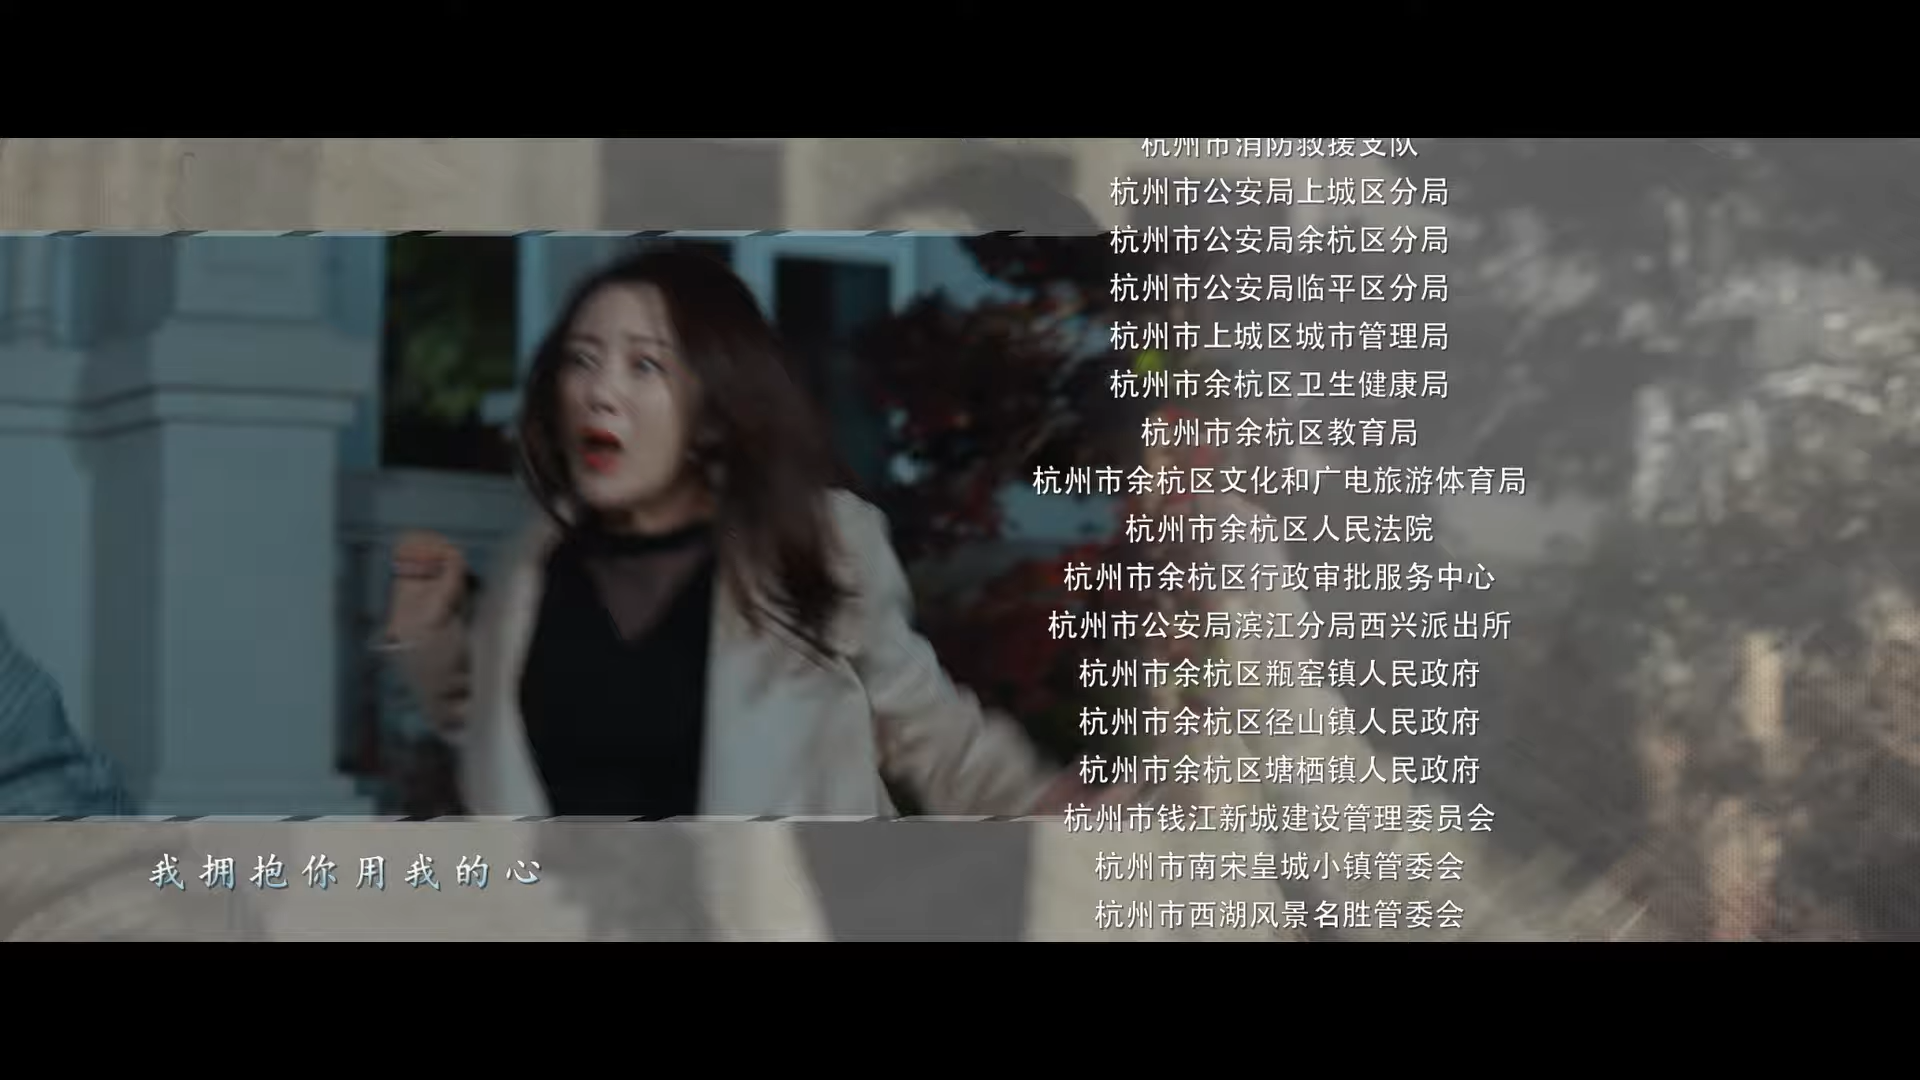 杭州市消防救援支队
杭州市公安局上城区分局
杭州市公安局余杭区分局
杭州市公安局临平区分局
杭州市上城区城市管理局
杭州市余杭区卫生健康局
杭州市余杭区教育局
杭州市余杭区文化和广电旅游体育局
杭州市余杭区人民法院
杭州市余杭区行政审批服务中心
杭州市公安局滨江分局西兴派出所
杭州市余杭区瓶窑镇人民政府
杭州市余杭区径山镇人民政府
杭州市余杭区塘栖镇人民政府
杭州市钱江新城建设管理委员会
杭州市南宋皇城小镇管委会
杭州市西湖风景名胜管委会
我拥抱你用我的心